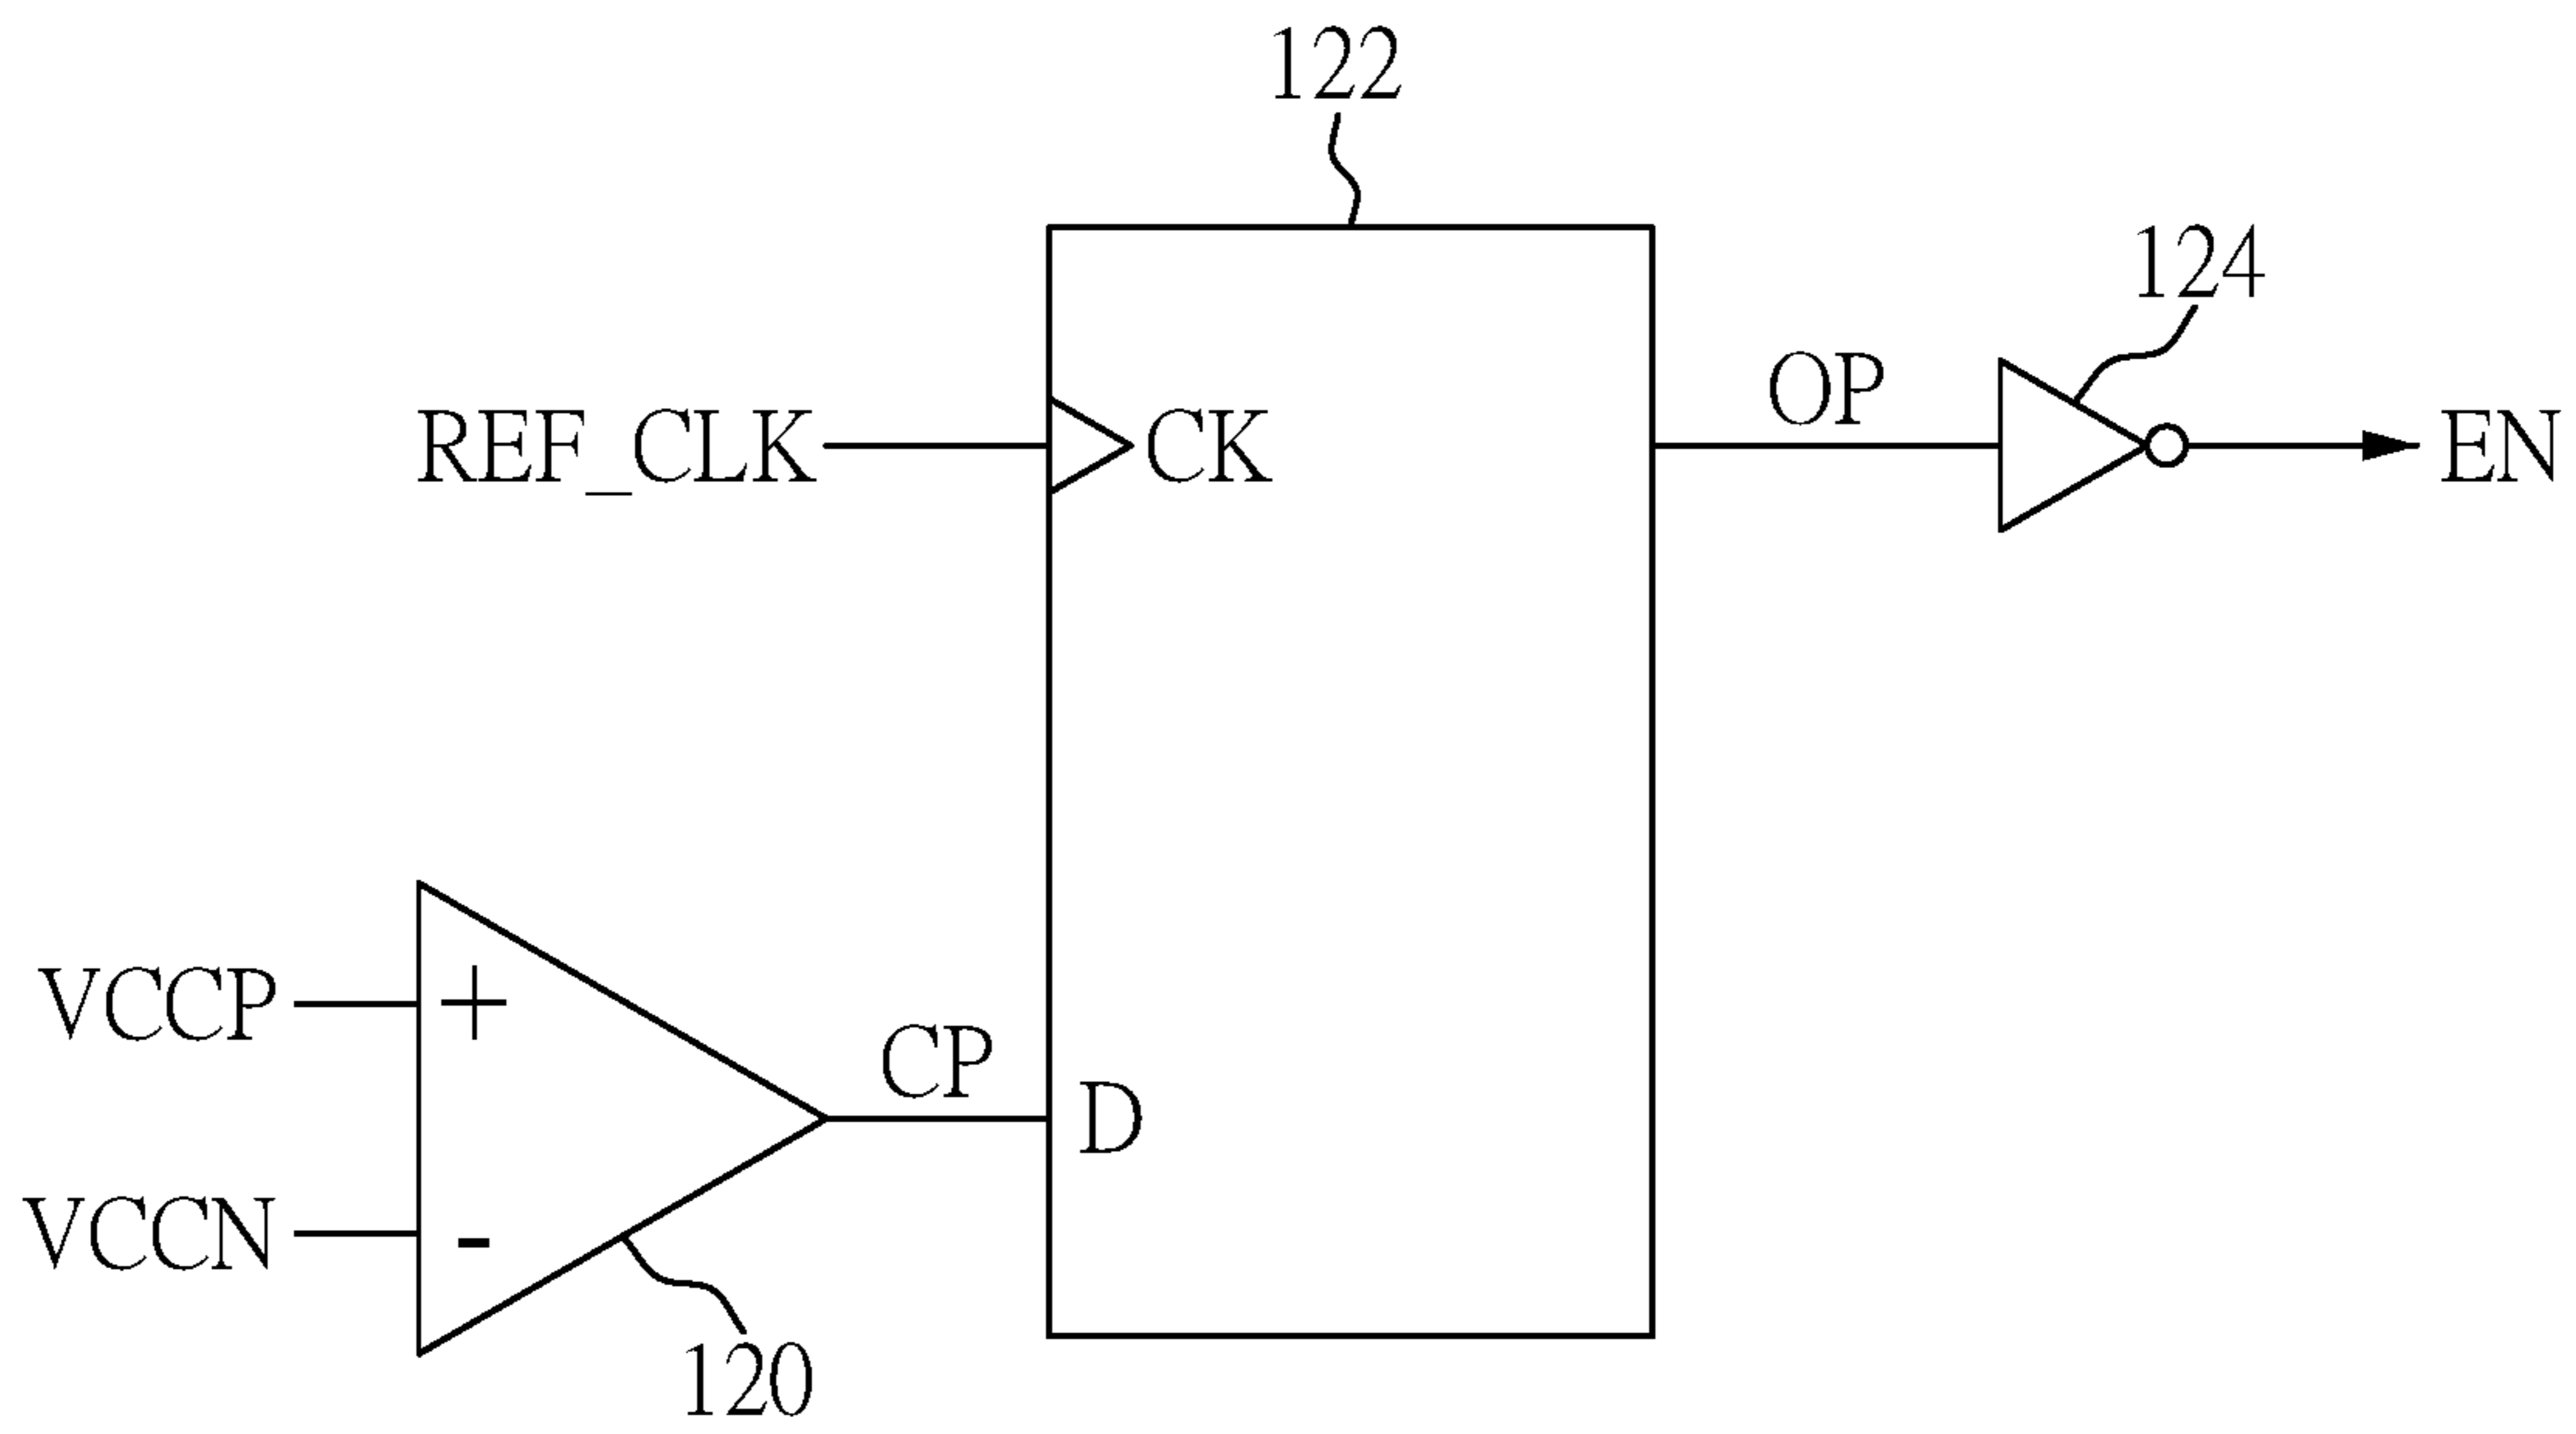 122
124
OP
REF_CLK
CK
EN
VCCP
+
CP
D
VCCN
-
120